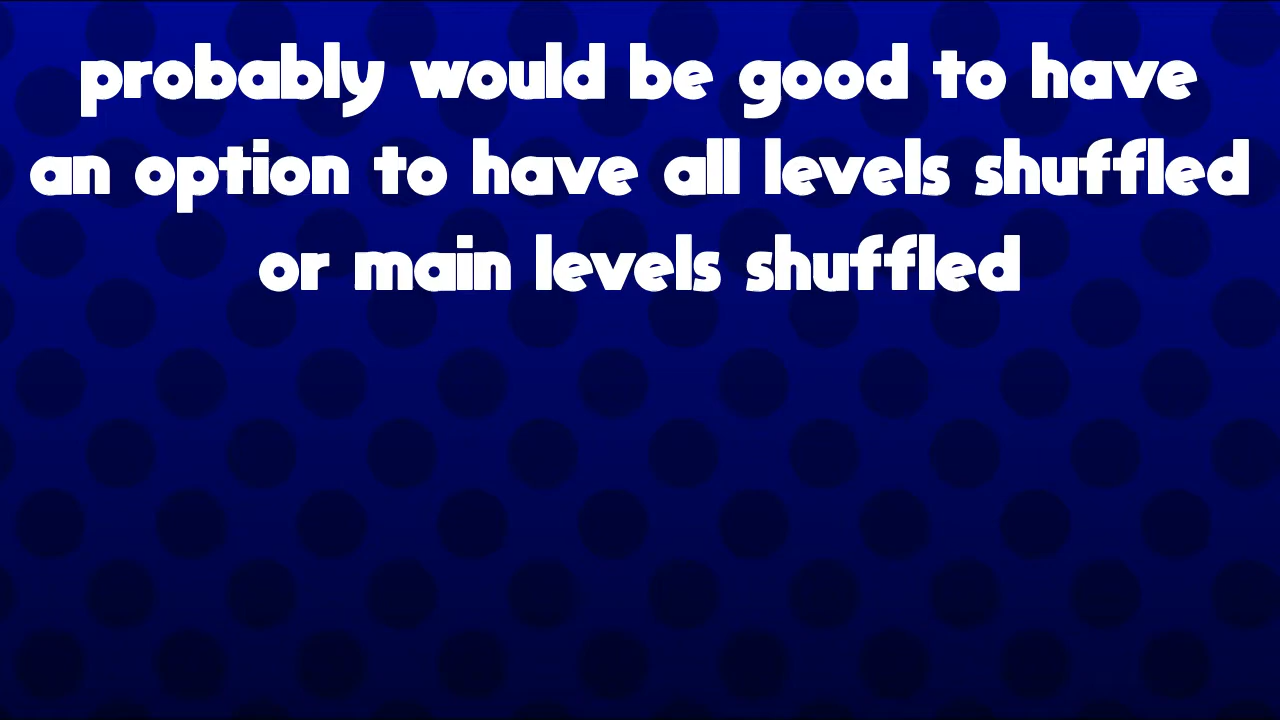 probably would be good to have
an option to have all levels shuffled
or main levels shuffled